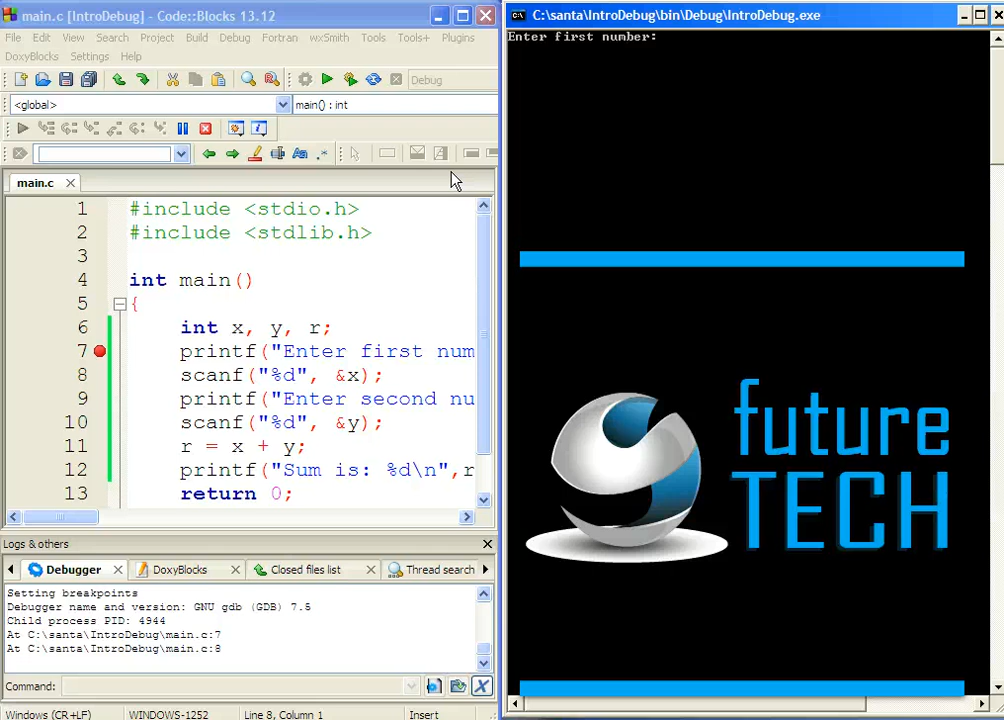 main.c [IntroDebug] - Code::Blocks 13.12
File Edit View Search Project Build Debug Fortran wxSmith Tools Tools+ Plugins
DoxyBlocks Settings Help
Debug
<global> main() : int
main.c
1 #include <stdio.h>
2 #include <stdlib.h>
3
4 int main()
5 {
6 int x, y, r;
7 printf("Enter first num
8 scanf("%d", &x);
9 printf("Enter second nu
10 scanf("%d", &y);
11 r = x + y;
12 printf("Sum is: %d\n",r
13 return 0;
Logs & others
Debugger DoxyBlocks Closed files list Thread search
Setting breakpoints
Debugger name and version: GNU gdb (GDB) 7.5
Child process PID: 4944
At C:\santa\IntroDebug\main.c:7
At C:\santa\IntroDebug\main.c:8
Command:
Windows (CR+LF) WINDOWS-1252 Line 8, Column 1 Insert
C:\santa\IntroDebug\bin\Debug\IntroDebug.exe
Enter first number:
future
TECH